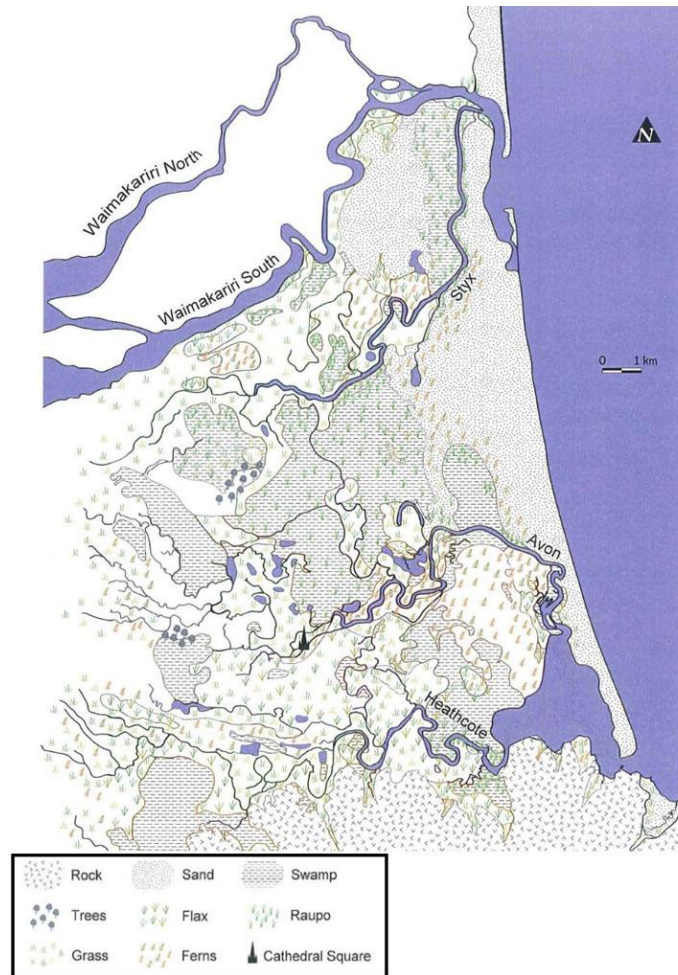 N
Waimakariri North
Waimakariri South
Styx
0 1 km
Avon
Heathcote
Rock Sand Swamp
Trees Flax Raupo
Grass Ferns Cathedral Square